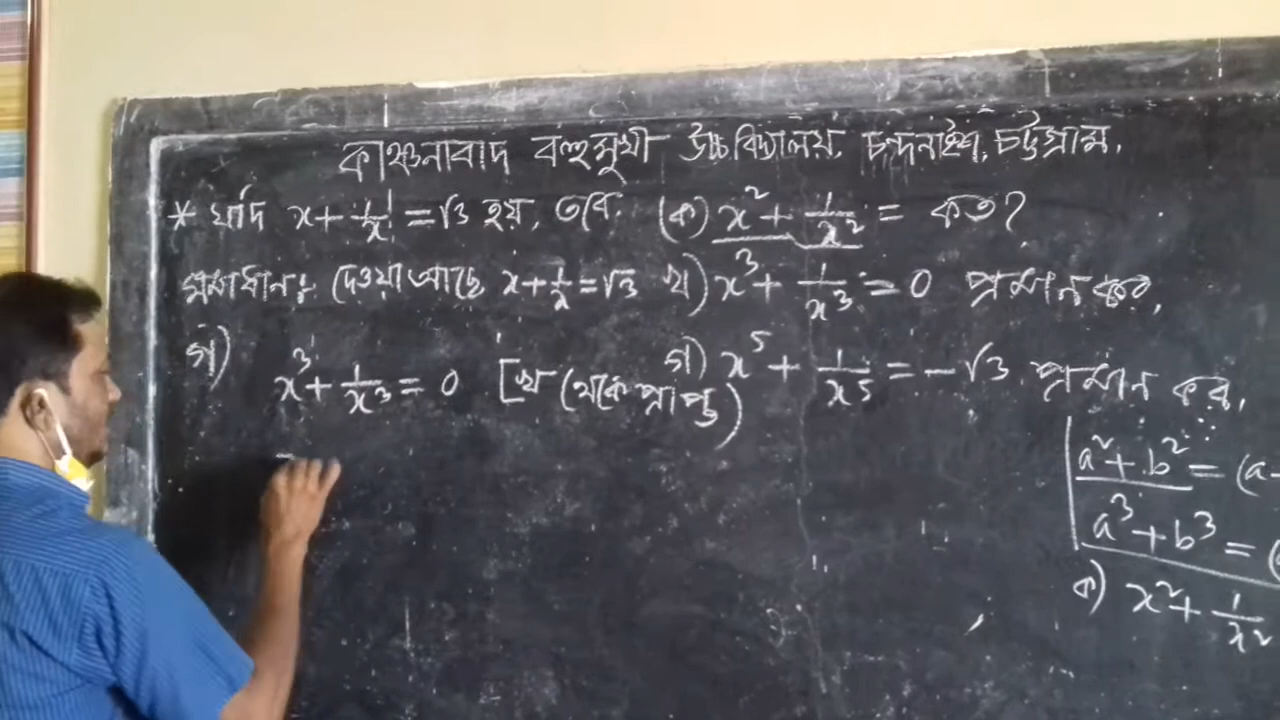 কাঞ্চনাবাদ বহুমুখী উচ্চ বিদ্যালয়, চন্দনাইশ, চট্টগ্রাম.
* যদি x + 1/x = √3 হয়, তবে. (ক) x² + 1/x² = কত?
সমাধান: দেওয়া আছে x + 1/x = √3 খ) x³ + 1/x³ = 0 প্রমান কর,
গ) x⁵ + 1/x⁵ = -√3. প্রমান কর,
গ) x³ + 1/x³ = 0 [খ থেকে প্রাপ্ত)
a² + b² = (a-
a³ + b³ = (
ক) x² + 1/x²